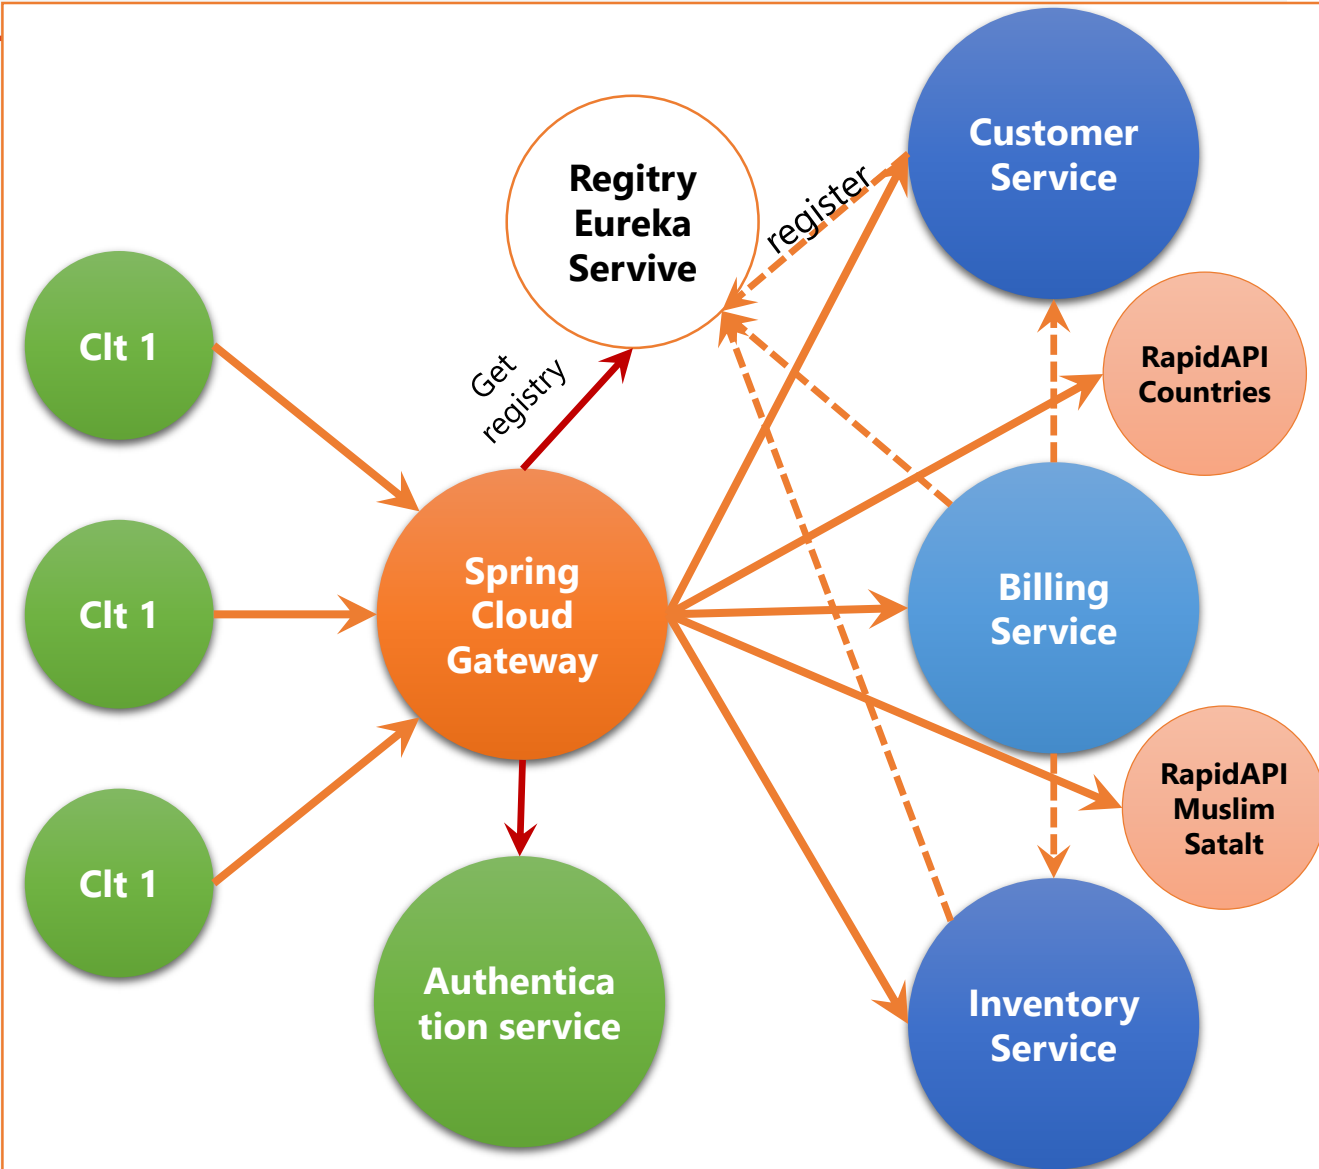 Customer
Service
Regitry
Eureka
Servive
register
Clt 1
Get
registry
RapidAPI
Countries
Clt 1
Spring
Cloud
Gateway
Billing
Service
RapidAPI
Muslim
Satalt
Clt 1
Authentica
tion service
Inventory
Service